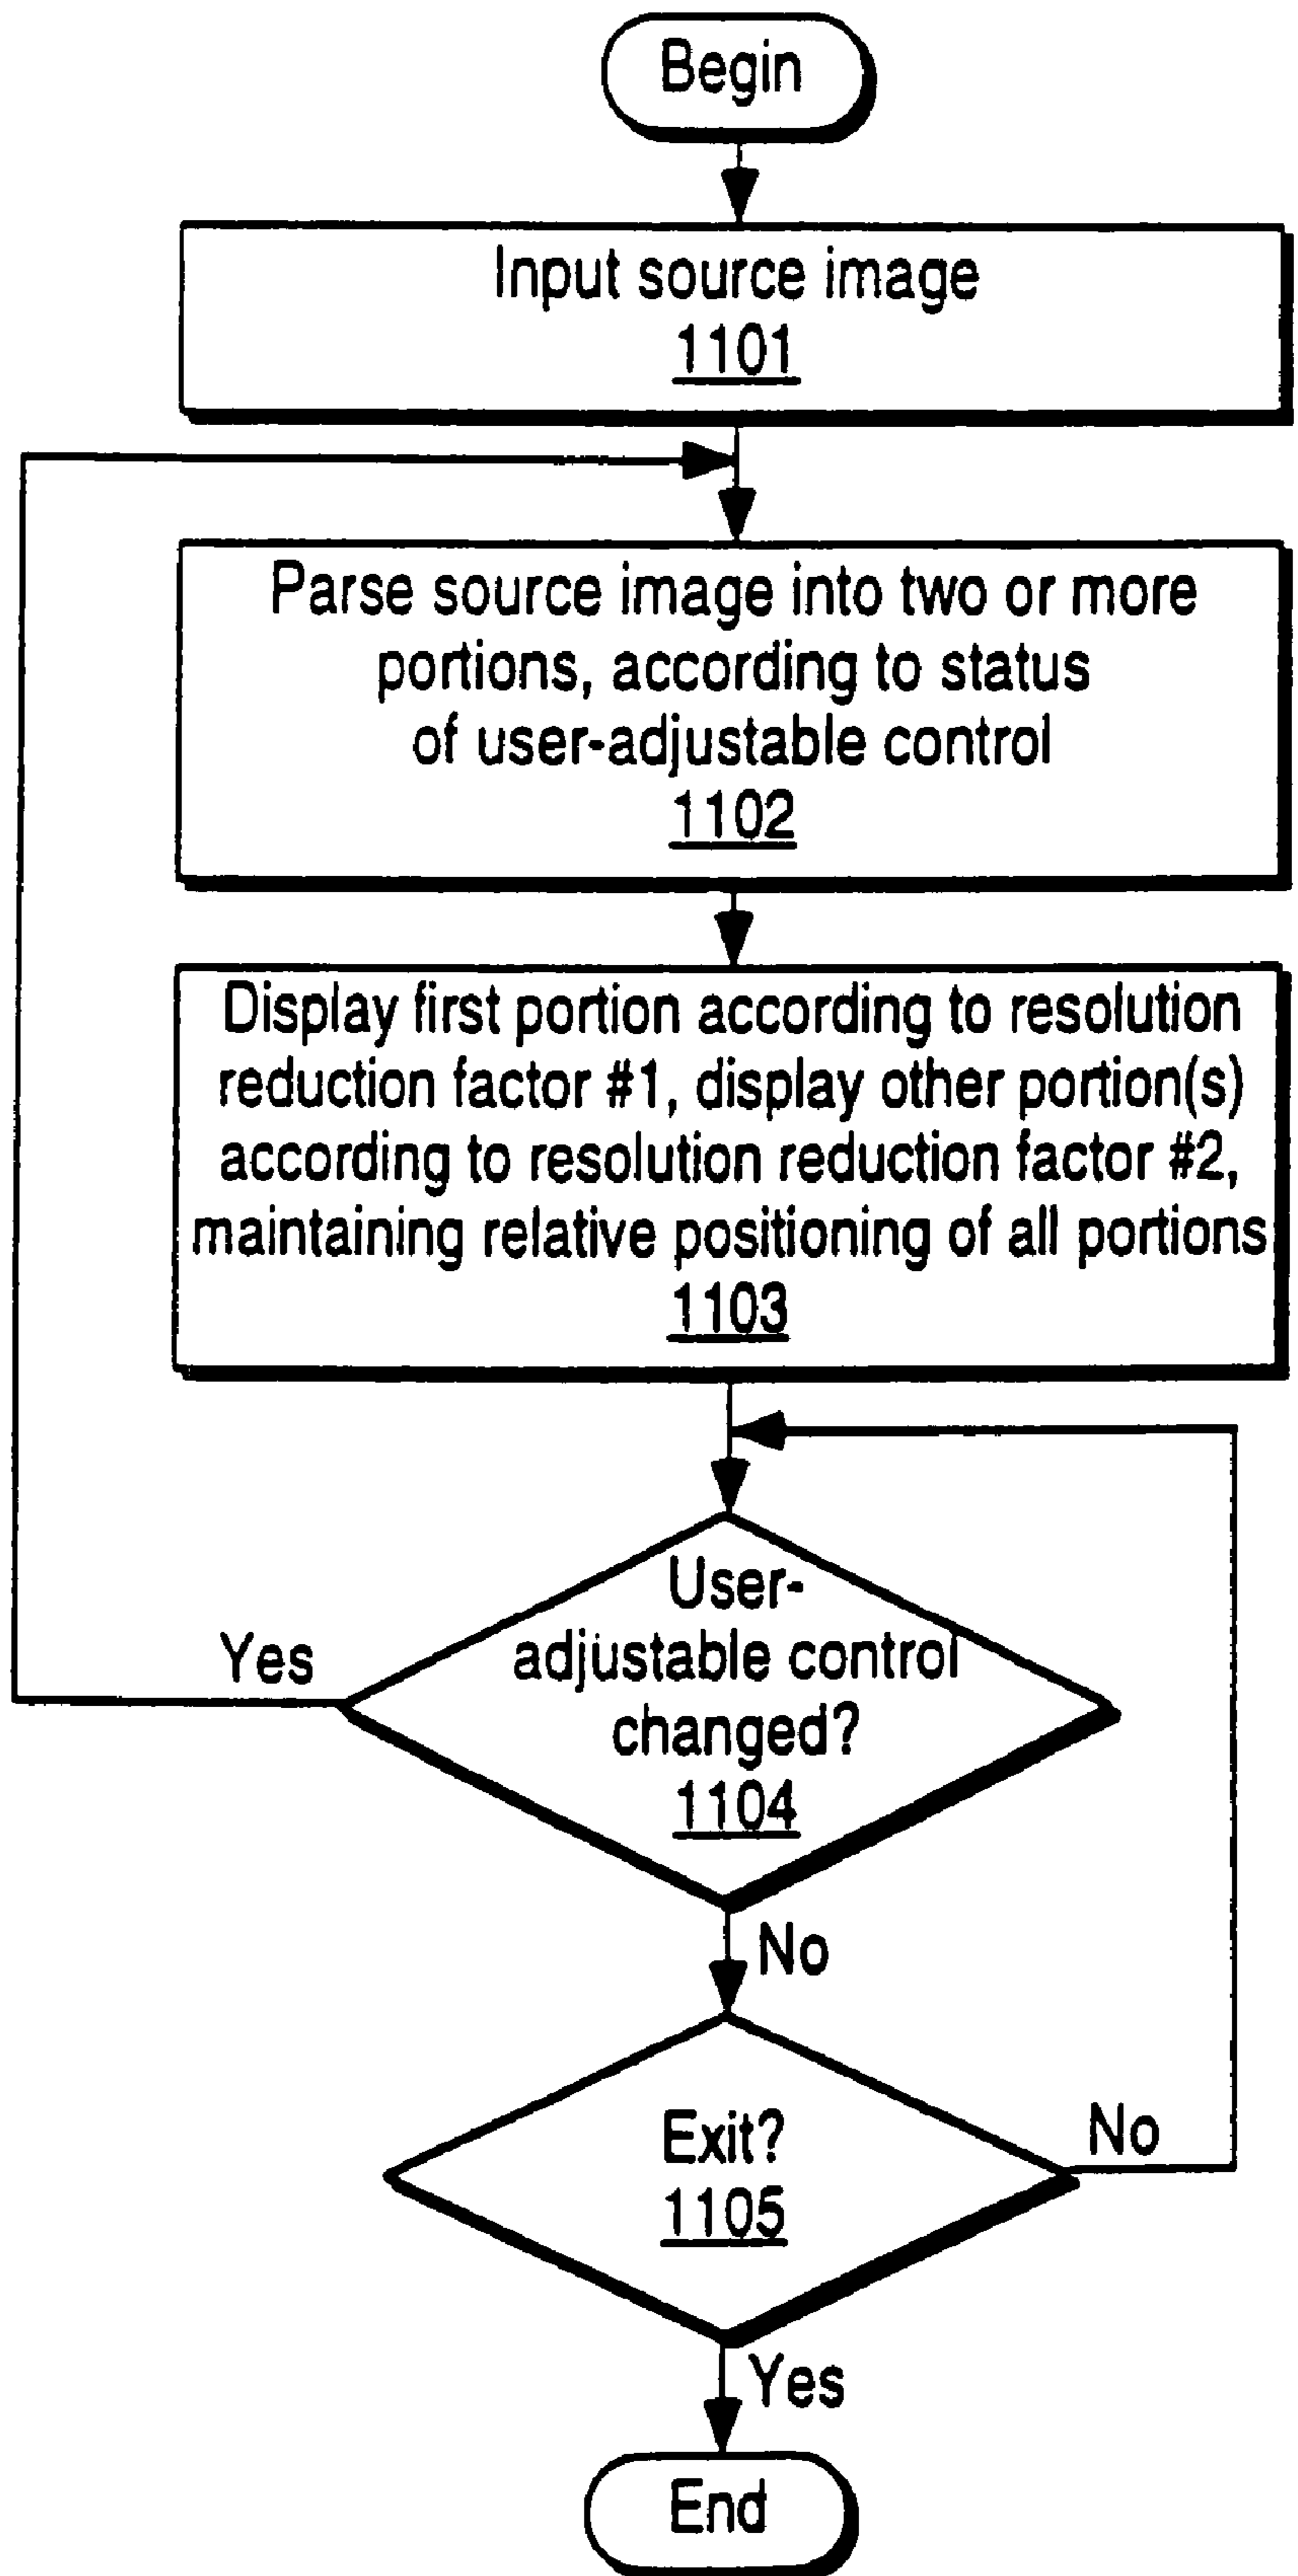 Begin
Input source image
1101
Parse source image into two or more
portions, according to status
of user-adjustable control
1102
Display first portion according to resolution
reduction factor #1, display other portion(s)
according to resolution reduction factor #2,
maintaining relative positioning of all portions
1103
User-
adjustable control
changed?
1104
Yes
No
Exit?
1105
No
Yes
End